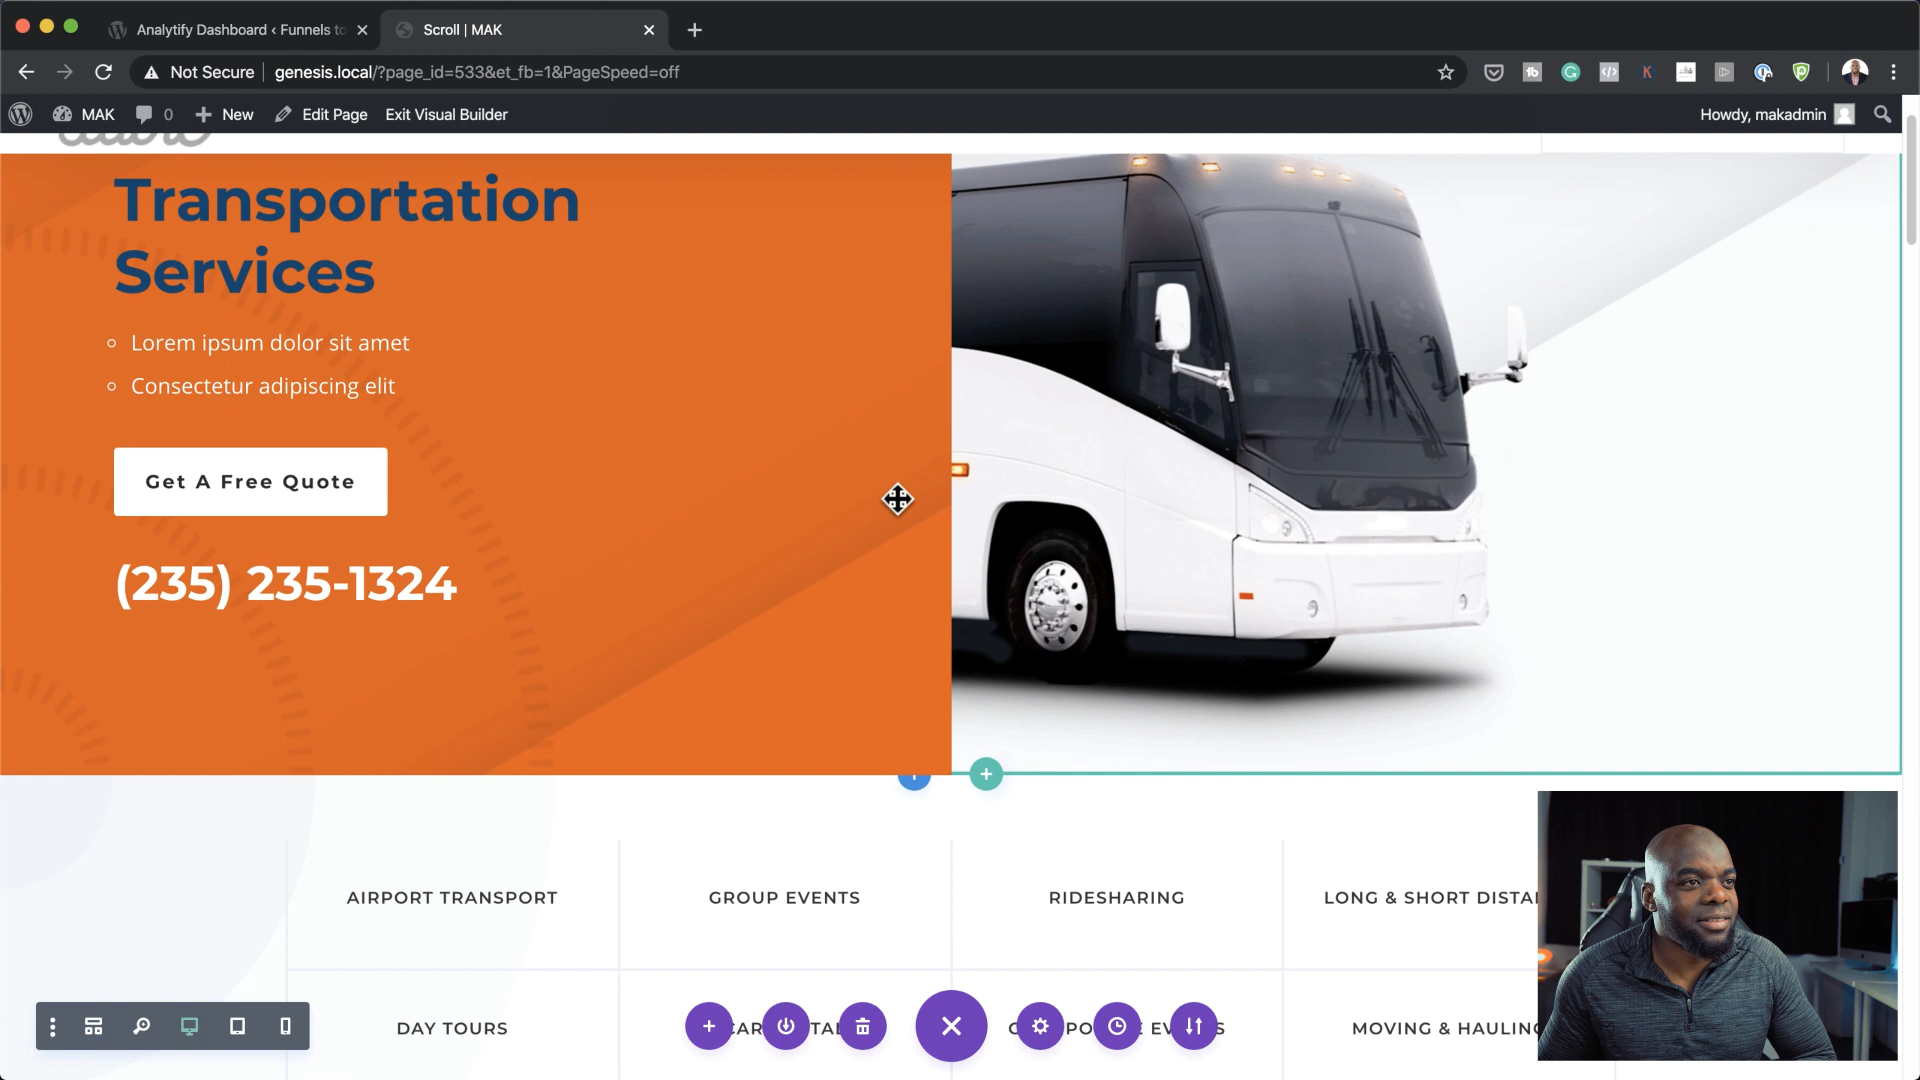 Analytify Dashboard ‹ Funnels to
Scroll | MAK
Not Secure
genesis.local/?page_id=533&et_fb=1&PageSpeed=off
MAK
0
New
Edit Page
Exit Visual Builder
Howdy, makadmin
Transportation
Services
Lorem ipsum dolor sit amet
Consectetur adipiscing elit
Get A Free Quote
(235) 235-1324
AIRPORT TRANSPORT
GROUP EVENTS
RIDESHARING
LONG & SHORT
DAY TOURS
MOVING & HAULING